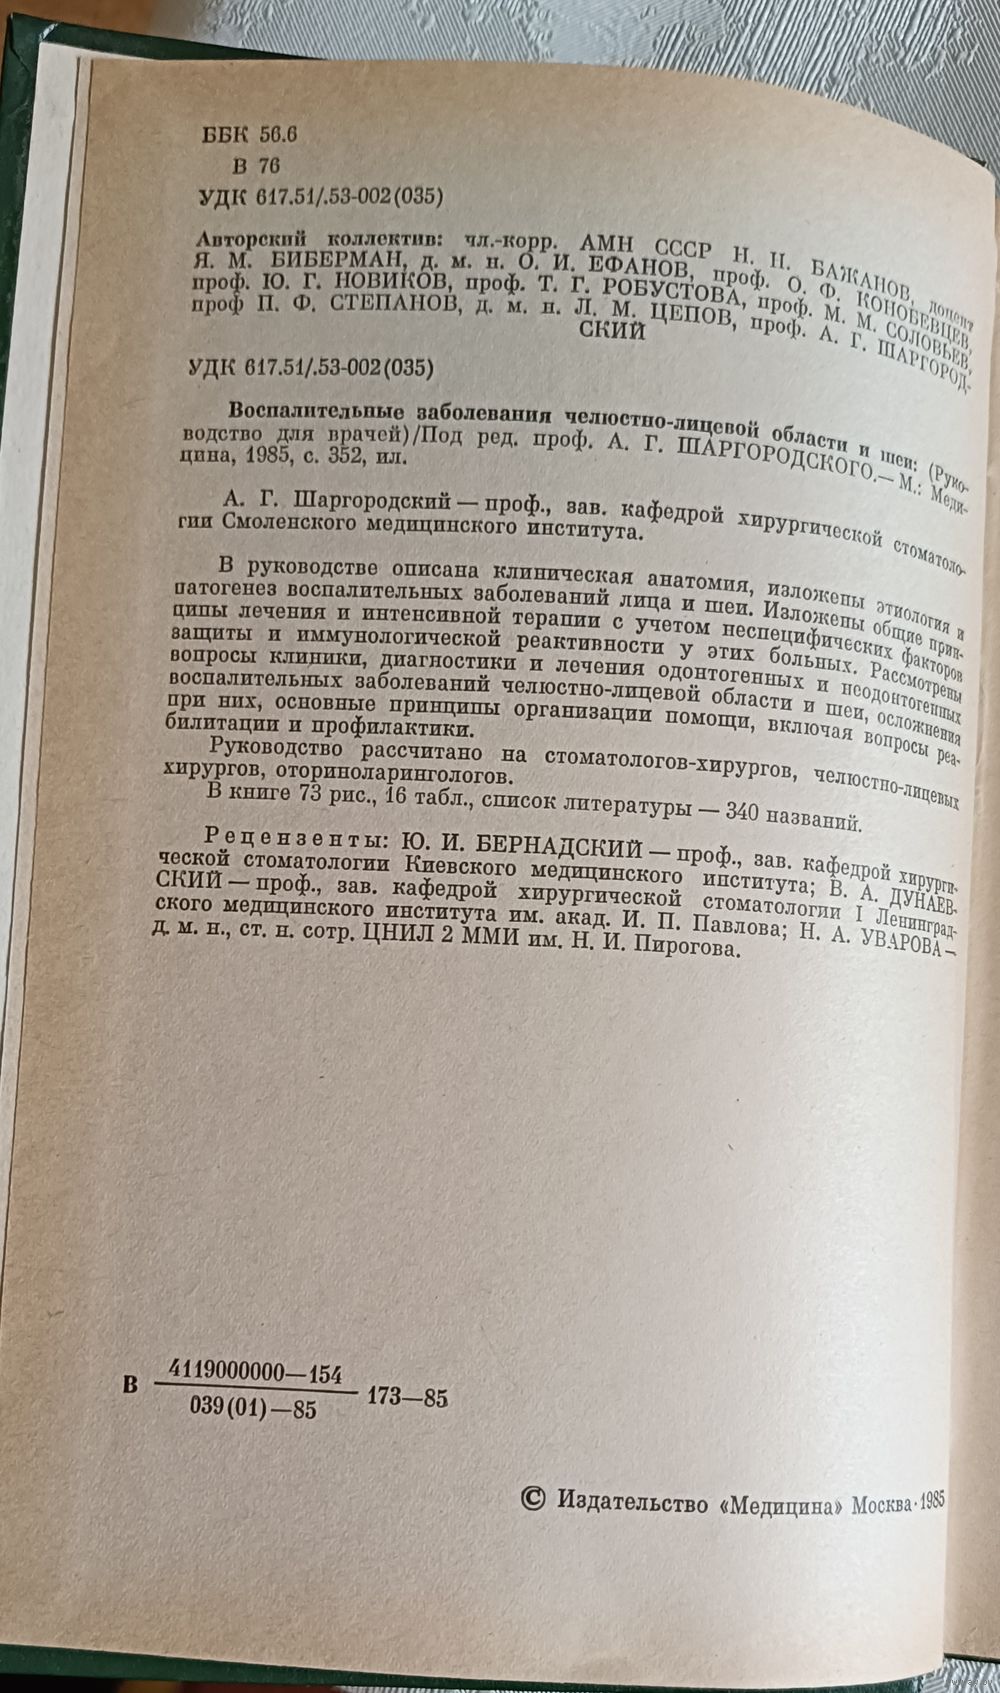 ББК 56.6
В 76
УДК 617.51/.53-002(035)
Авторский коллектив: чл.-корр. АМН СССР Н. Н. БАЖАНОВ, доцент
Я. М. БИБЕРМАН, д. м. н. О. И. ЕФАНОВ, проф. О. Ф. КОНОБЕВЦЕВ,
проф. Ю. Г. НОВИКОВ, проф. Т. Г. РОБУСТОВА, проф. М. М. СОЛОВЬЕВ,
проф П. Ф. СТЕПАНОВ, д. м. н. Л. М. ЦЕПОВ, проф. А. Г. ШАРГОРОД-
СКИЙ
УДК 617.51/.53-002(035)
Воспалительные заболевания челюстно-лицевой области и шеи: (Руко-
водство для врачей)/Под ред. проф. А. Г. ШАРГОРОДСКОГО.— М.: Меди-
цина, 1985, с. 352, ил.
А. Г. Шаргородский — проф., зав. кафедрой хирургической стоматоло-
гии Смоленского медицинского института.
В руководстве описана клиническая анатомия, изложены этиология и
патогенез воспалительных заболеваний лица и шеи. Изложены общие прин-
ципы лечения и интенсивной терапии с учетом неспецифических факторов
защиты и иммунологической реактивности у этих больных. Рассмотрены
вопросы клиники, диагностики и лечения одонтогенных и неодонтогенных
воспалительных заболеваний челюстно-лицевой области и шеи, осложнения
при них, основные принципы организации помощи, включая вопросы реа-
билитации и профилактики.
Руководство рассчитано на стоматологов-хирургов, челюстно-лицевых
хирургов, оториноларингологов.
В книге 73 рис., 16 табл., список литературы — 340 названий.
Рецензенты: Ю. И. БЕРНАДСКИЙ — проф., зав. кафедрой хирурги-
ческой стоматологии Киевского медицинского института; В. А. ДУНАЕВ-
СКИЙ — проф., зав. кафедрой хирургической стоматологии I Ленинград-
ского медицинского института им. акад. И. П. Павлова; Н. А. УВАРОВА —
д. м. н., ст. н. сотр. ЦНИЛ 2 ММИ им. Н. И. Пирогова.
В 4119000000—154
039(01)—85 173—85
© Издательство «Медицина» Москва · 1985